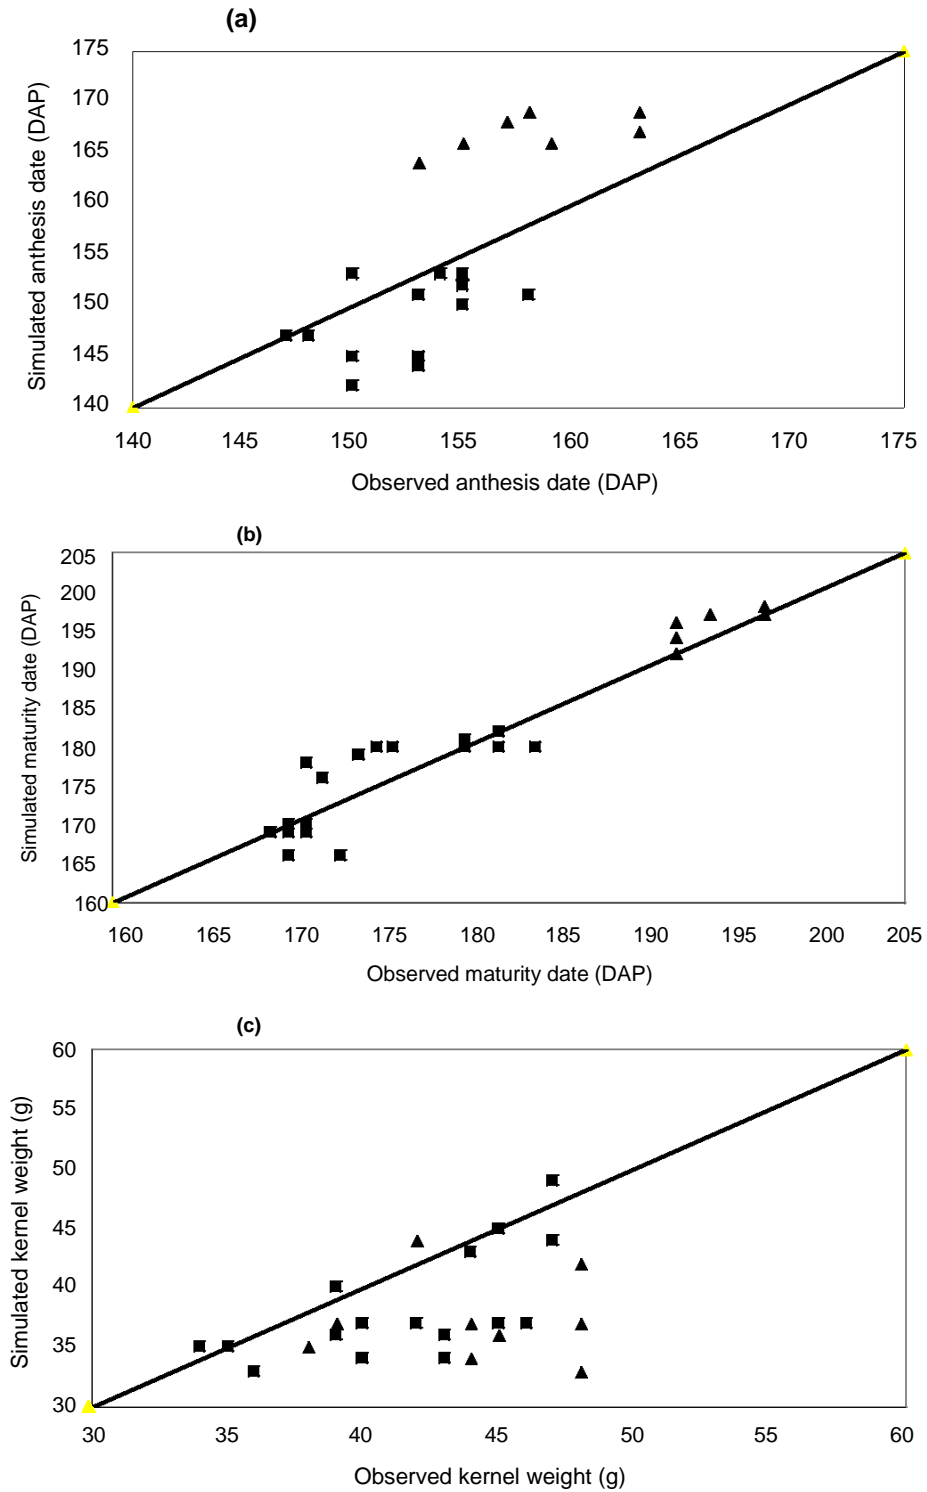 (a)
175
170
165
160
155
150
145
140
Simulated anthesis date (DAP)
140 145 150 155 160 165 170 175
Observed anthesis date (DAP)
(b)
205
200
195
190
185
180
175
170
165
160
Simulated maturity date (DAP)
160 165 170 175 180 185 190 195 200 205
Observed maturity date (DAP)
(c)
60
55
50
45
40
35
30
Simulated kernel weight (g)
30 35 40 45 50 55 60
Observed kernel weight (g)